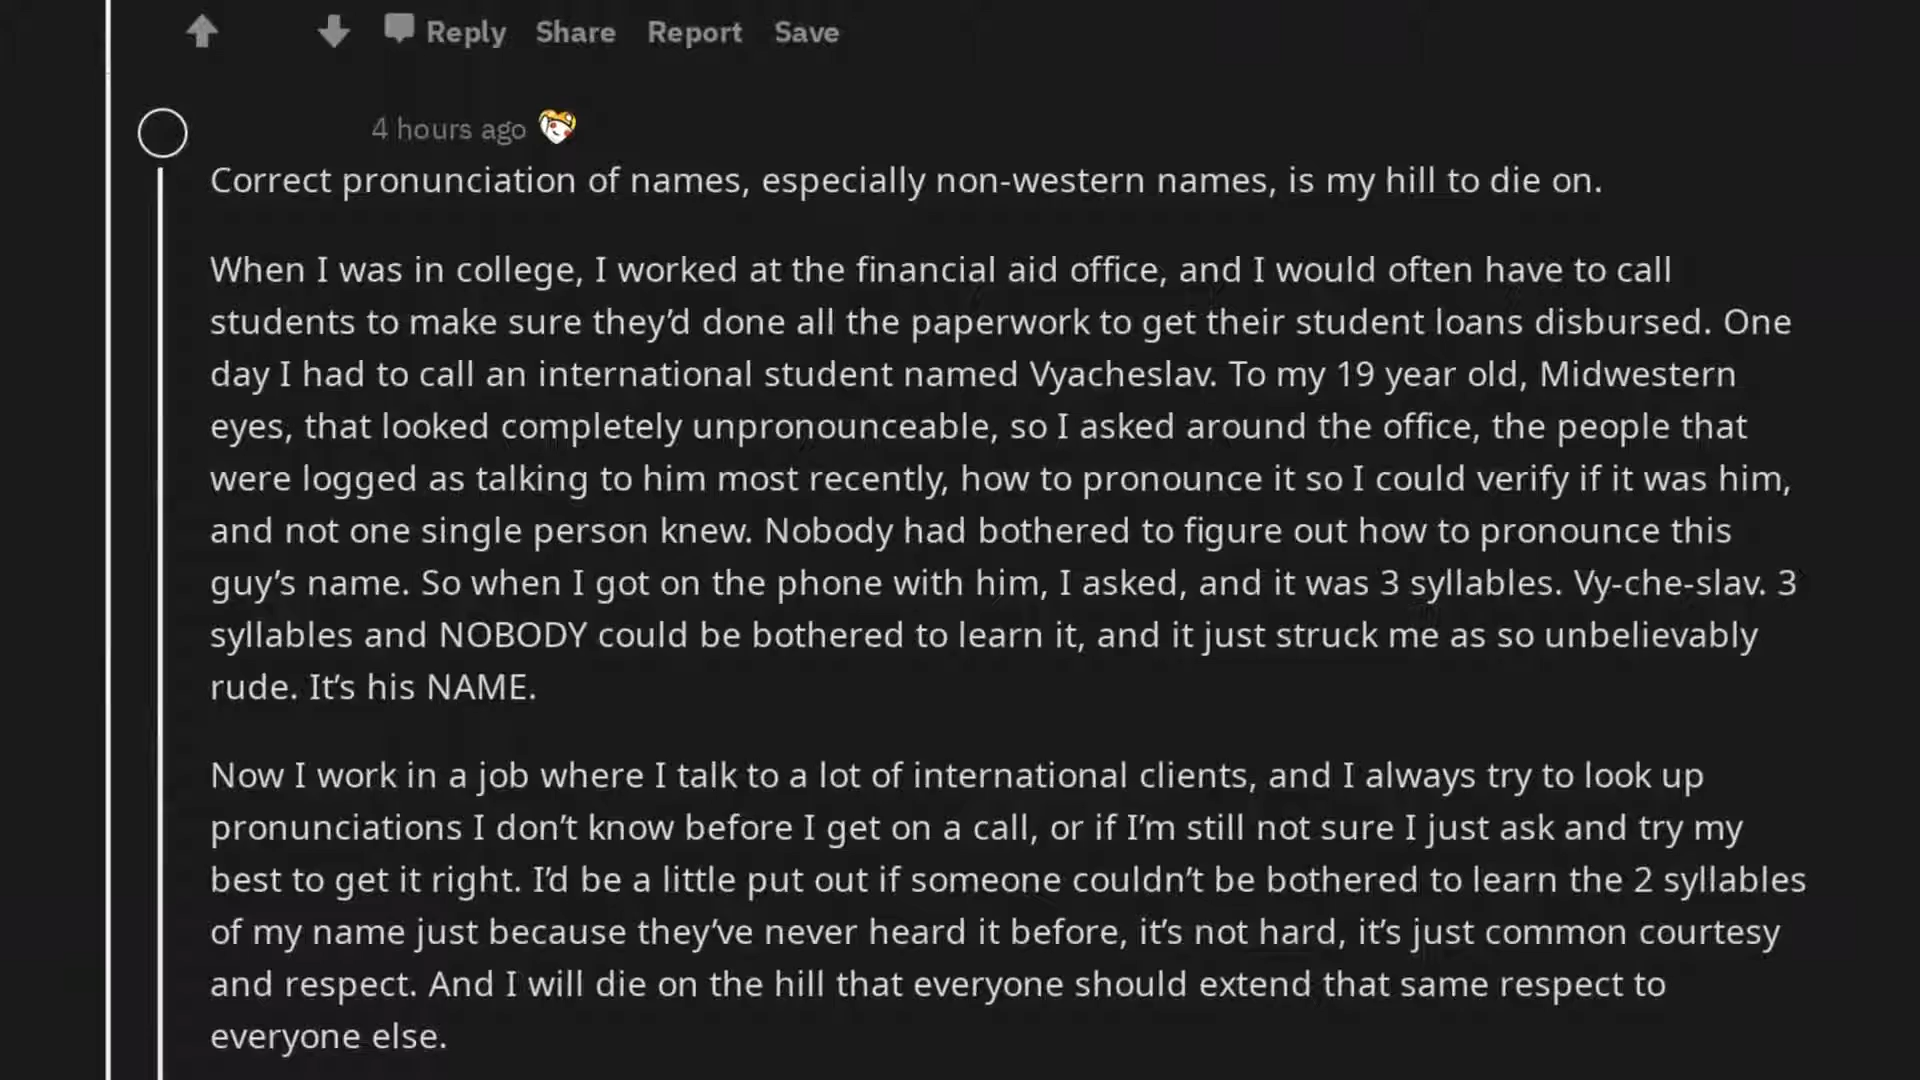 Reply Share Report Save
4 hours ago
Correct pronunciation of names, especially non-western names, is my hill to die on.
When I was in college, I worked at the financial aid office, and I would often have to call
students to make sure they’d done all the paperwork to get their student loans disbursed. One
day I had to call an international student named Vyacheslav. To my 19 year old, Midwestern
eyes, that looked completely unpronounceable, so I asked around the office, the people that
were logged as talking to him most recently, how to pronounce it so I could verify if it was him,
and not one single person knew. Nobody had bothered to figure out how to pronounce this
guy’s name. So when I got on the phone with him, I asked, and it was 3 syllables. Vy-che-slav. 3
syllables and NOBODY could be bothered to learn it, and it just struck me as so unbelievably
rude. It’s his NAME.
Now I work in a job where I talk to a lot of international clients, and I always try to look up
pronunciations I don’t know before I get on a call, or if I’m still not sure I just ask and try my
best to get it right. I’d be a little put out if someone couldn’t be bothered to learn the 2 syllables
of my name just because they’ve never heard it before, it’s not hard, it’s just common courtesy
and respect. And I will die on the hill that everyone should extend that same respect to
everyone else.